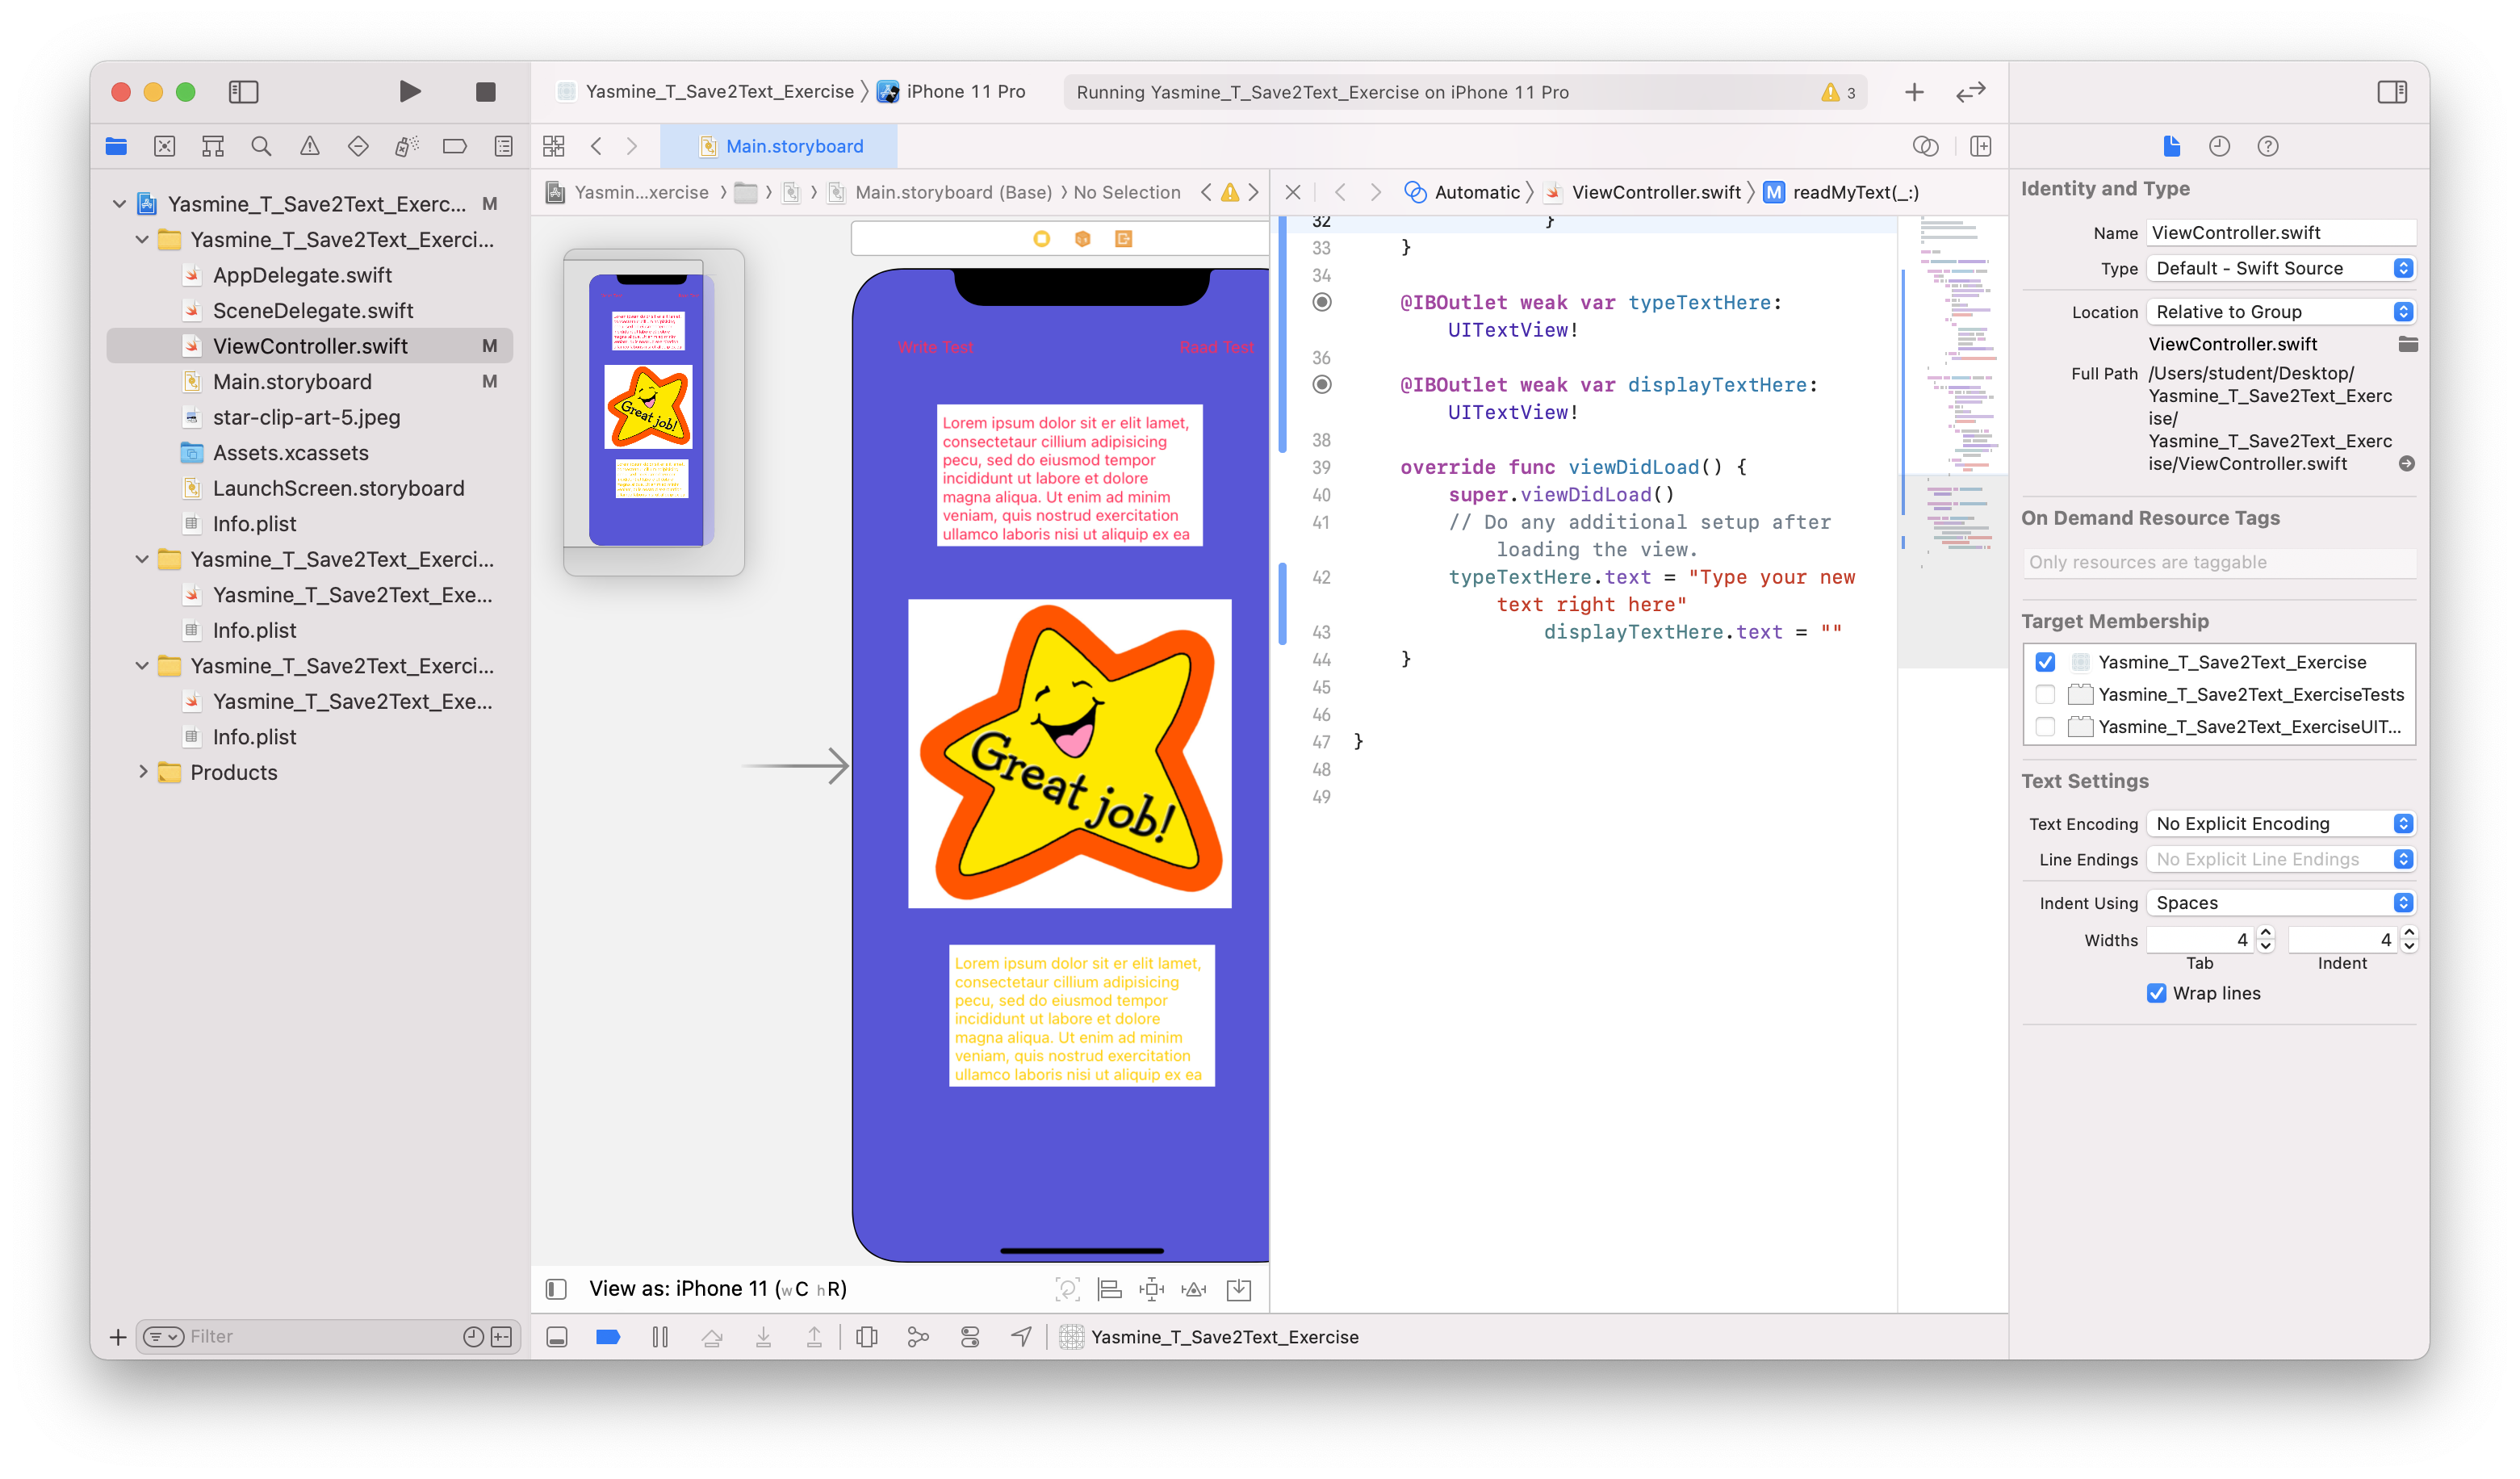 Yasmine_T_Save2Text_Exercise
iPhone 11 Pro
Running Yasmine_T_Save2Text_Exercise on iPhone 11 Pro
3
Main.storyboard
Yasmine_T_Save2Text_Exerc... M
Yasmine_T_Save2Text_Exerci...
AppDelegate.swift
SceneDelegate.swift
ViewController.swift M
Main.storyboard M
star-clip-art-5.jpeg
Assets.xcassets
LaunchScreen.storyboard
Info.plist
Yasmine_T_Save2Text_Exerci...
Yasmine_T_Save2Text_Exe...
Info.plist
Yasmine_T_Save2Text_Exerci...
Yasmine_T_Save2Text_Exe...
Info.plist
Products
Filter
Yasmin...xercise
Main.storyboard (Base)
No Selection
Write Test
Raad Test
Lorem ipsum dolor sit er elit lamet,
consectetaur cillium adipisicing
pecu, sed do eiusmod tempor
incididunt ut labore et dolore
magna aliqua. Ut enim ad minim
veniam, quis nostrud exercitation
ullamco laboris nisi ut aliquip ex ea
Great job!
Lorem ipsum dolor sit er elit lamet,
consectetaur cillium adipisicing
pecu, sed do eiusmod tempor
incididunt ut labore et dolore
magna aliqua. Ut enim ad minim
veniam, quis nostrud exercitation
ullamco laboris nisi ut aliquip ex ea
Great job!
View as: iPhone 11 (wC hR)
Automatic
ViewController.swift
M readMyText(_:)
32 }
33 }
34
@IBOutlet weak var typeTextHere:
UITextView!
36
@IBOutlet weak var displayTextHere:
UITextView!
38
39 override func viewDidLoad() {
40 super.viewDidLoad()
41 // Do any additional setup after
loading the view.
42 typeTextHere.text = "Type your new
text right here"
43 displayTextHere.text = ""
44 }
45
46
47 }
48
49
Yasmine_T_Save2Text_Exercise
Identity and Type
Name ViewController.swift
Type Default - Swift Source
Location Relative to Group
ViewController.swift
Full Path /Users/student/Desktop/
Yasmine_T_Save2Text_Exerc
ise/
Yasmine_T_Save2Text_Exerc
ise/ViewController.swift
On Demand Resource Tags
Only resources are taggable
Target Membership
Yasmine_T_Save2Text_Exercise
Yasmine_T_Save2Text_ExerciseTests
Yasmine_T_Save2Text_ExerciseUIT...
Text Settings
Text Encoding No Explicit Encoding
Line Endings No Explicit Line Endings
Indent Using Spaces
Widths 4 4
Tab Indent
Wrap lines